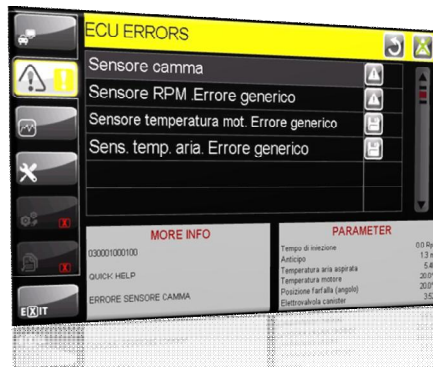 ECU ERRORS
Sensore camma
Sensore RPM .Errore generico
Sensore temperatura mot. Errore generico
Sens. temp. aria. Errore generico
MORE INFO
030001000100
QUICK HELP
ERRORE SENSORE CAMMA
PARAMETER
Tempo di iniezione
Anticipo
Temperatura aria aspirata
Temperatura motore
Posizione farfalla (angolo)
Elettrovalvola canister
EXIT